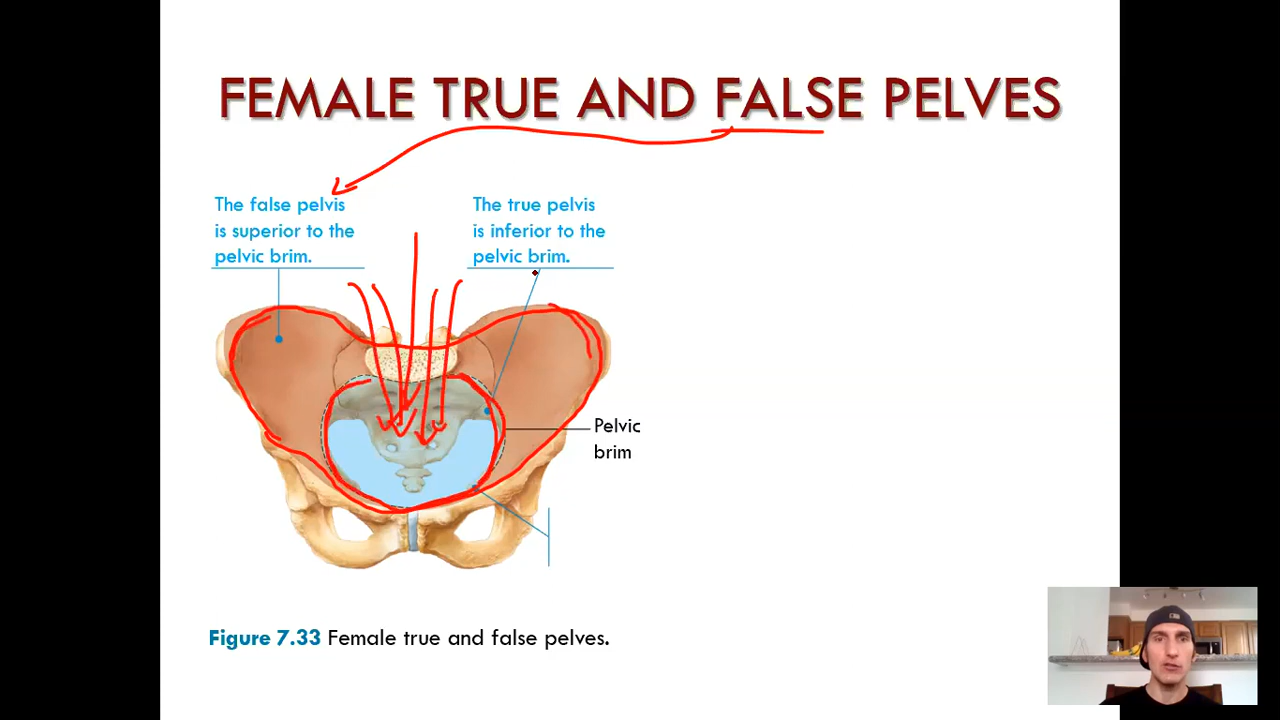 FEMALE TRUE AND FALSE PELVES
The false pelvis
is superior to the
pelvic brim.
The true pelvis
is inferior to the
pelvic brim.
Pelvic
brim
Figure 7.33 Female true and false pelves.